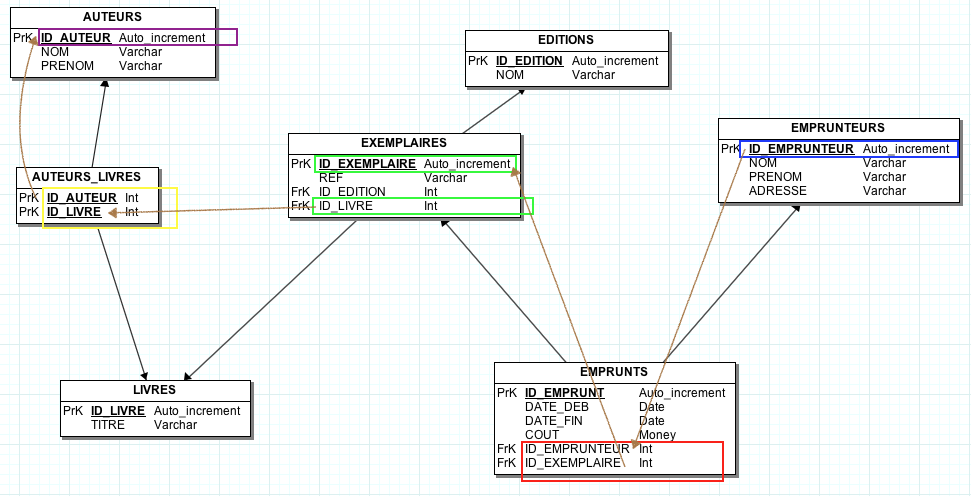 AUTEURS
PrK ID_AUTEUR Auto_increment
NOM Varchar
PRENOM Varchar
EDITIONS
PrK ID_EDITION Auto_increment
NOM Varchar
EXEMPLAIRES
PrK ID_EXEMPLAIRE Auto_increment
REF Varchar
FrK ID_EDITION Int
FrK ID_LIVRE Int
EMPRUNTEURS
PrK ID_EMPRUNTEUR Auto_increment
NOM Varchar
PRENOM Varchar
ADRESSE Varchar
AUTEURS_LIVRES
PrK ID_AUTEUR Int
PrK ID_LIVRE Int
LIVRES
PrK ID_LIVRE Auto_increment
TITRE Varchar
EMPRUNTS
PrK ID_EMPRUNT Auto_increment
DATE_DEB Date
DATE_FIN Date
COUT Money
FrK ID_EMPRUNTEUR Int
FrK ID_EXEMPLAIRE Int